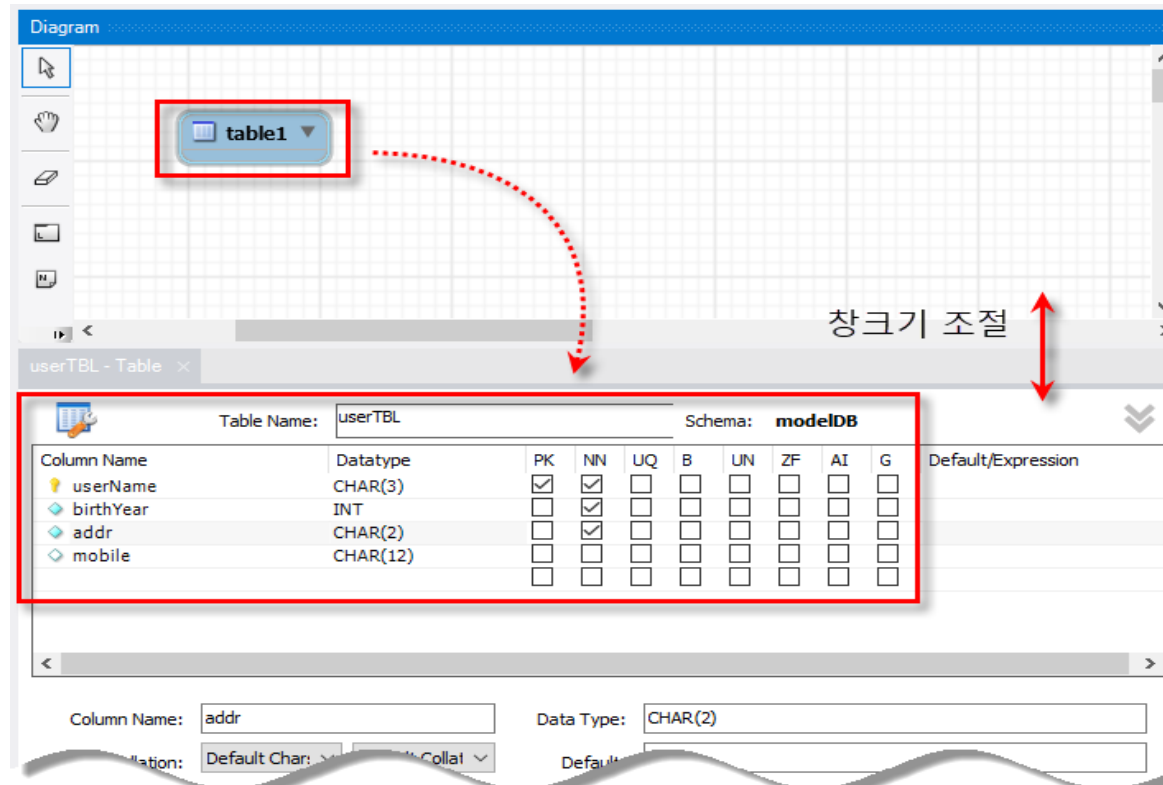 Diagram
table1
창크기 조절
userTBL - Table ×
Table Name: userTBL Schema: modelDB
Column Name Datatype PK NN UQ B UN ZF AI G Default/Expression
userName CHAR(3)
birthYear INT
addr CHAR(2)
mobile CHAR(12)
Column Name: addr Data Type: CHAR(2)
Default Default